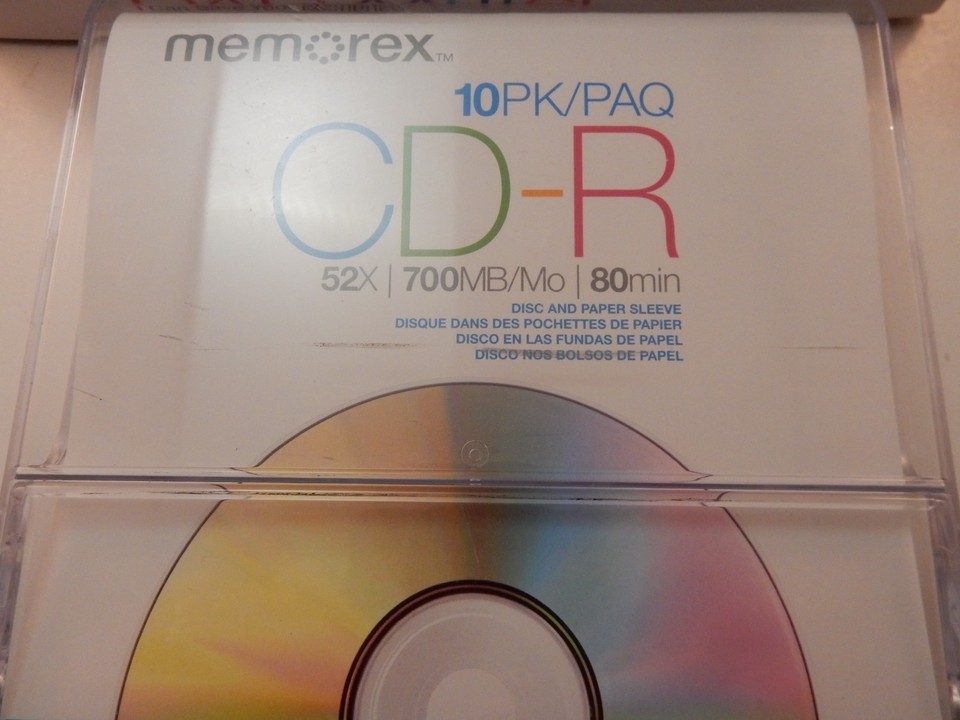 memorex™
10PK/PAQ
CD-R
52X | 700MB/Mo | 80min
DISC AND PAPER SLEEVE
DISQUE DANS DES POCHETTES DE PAPIER
DISCO EN LAS FUNDAS DE PAPEL
DISCO NOS BOLSOS DE PAPEL